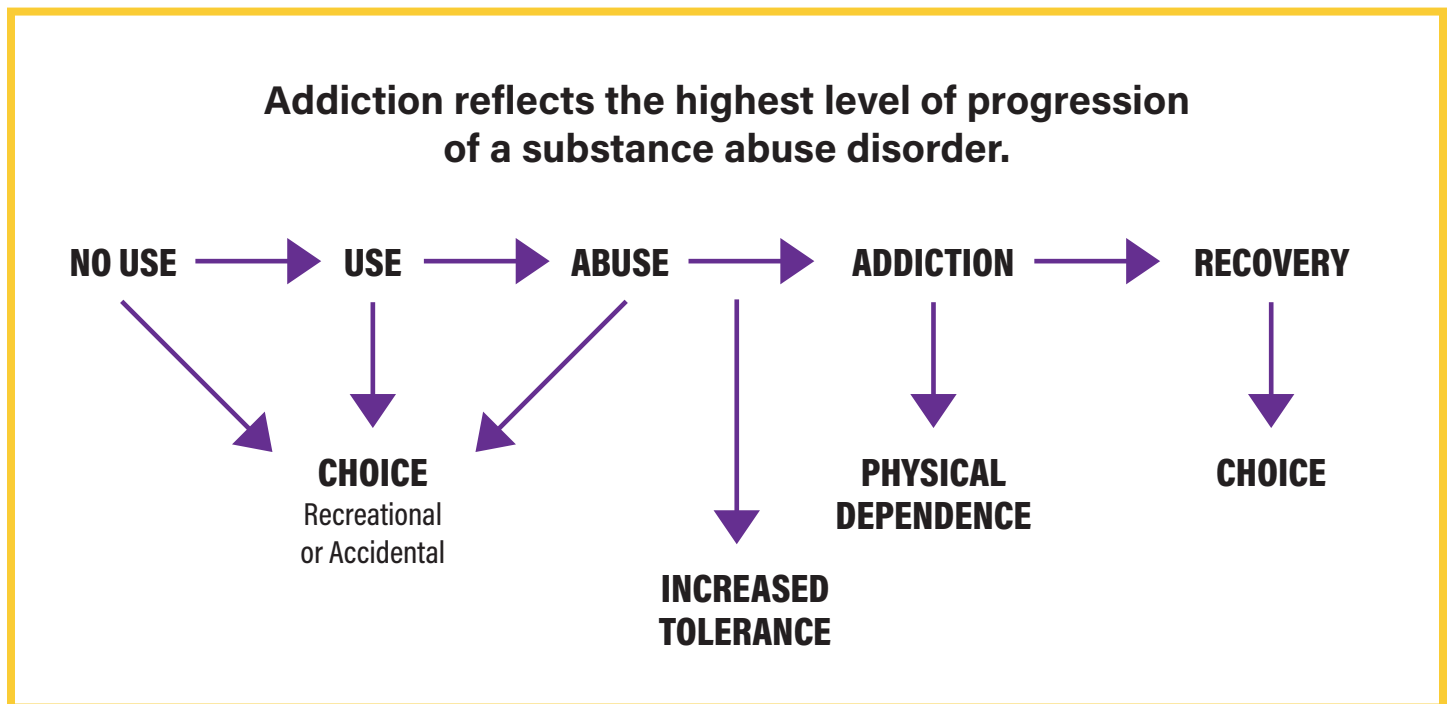 Addiction reflects the highest level of progression
of a substance abuse disorder.
NO USE
USE
ABUSE
ADDICTION
RECOVERY
CHOICE
Recreational
or Accidental
INCREASED
TOLERANCE
PHYSICAL
DEPENDENCE
CHOICE